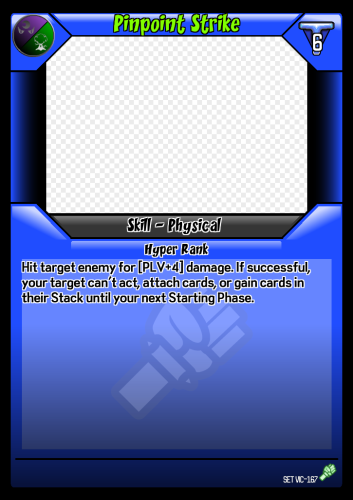 Pinpoint Strike
6
Skill - Physical
Hyper Rank
Hit target enemy for [PLV+4] damage. If successful,
your target can't act, attach cards, or gain cards in
their Stack until your next Starting Phase.
SET VIC-167